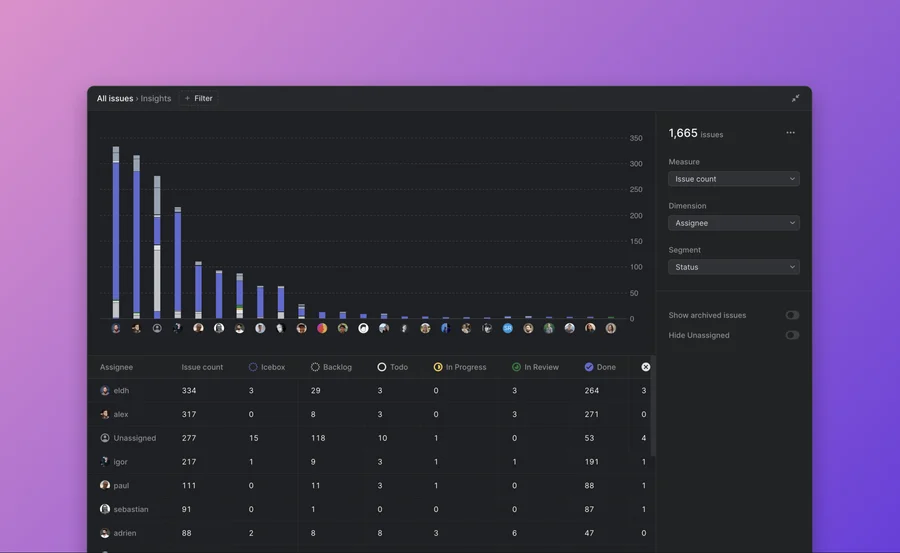 All issues › Insights + Filter
1,665 issues
Measure
Issue count
Dimension
Assignee
Segment
Status
Show archived issues
Hide Unassigned
350
300
250
200
150
100
50
0
SR
Assignee Issue count Icebox Backlog Todo In Progress In Review Done
eldh 334 3 29 3 0 3 264 3
alex 317 0 8 3 0 3 271 0
Unassigned 277 15 118 10 1 0 53 4
igor 217 1 9 3 1 1 191 1
paul 111 0 11 3 1 0 88 1
sebastian 91 0 1 0 0 0 87 1
adrien 88 2 8 8 3 6 47 0